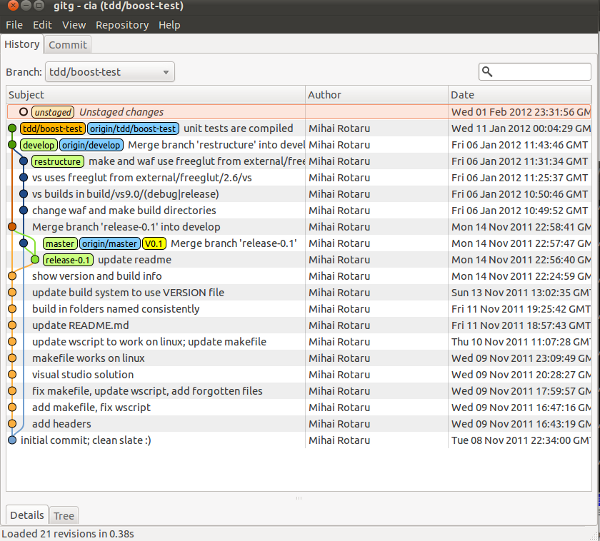 gitg - cia (tdd/boost-test)
File Edit View Repository Help
History Commit
Branch: tdd/boost-test
Subject Author Date
unstaged Unstaged changes Wed 01 Feb 2012 23:31:56 GM
tdd/boost-test origin/tdd/boost-test unit tests are compiled Mihai Rotaru Wed 11 Jan 2012 00:04:29 GM
develop origin/develop Merge branch 'restructure' into devel Mihai Rotaru Fri 06 Jan 2012 11:43:46 GMT
restructure make and waf use freeglut from external/free Mihai Rotaru Fri 06 Jan 2012 11:31:34 GMT
vs uses freeglut from external/freeglut/2.6/vs Mihai Rotaru Fri 06 Jan 2012 11:25:37 GMT
vs builds in build/vs9.0/(debug|release) Mihai Rotaru Fri 06 Jan 2012 10:50:46 GMT
change waf and make build directories Mihai Rotaru Fri 06 Jan 2012 10:49:52 GMT
Merge branch 'release-0.1' into develop Mihai Rotaru Mon 14 Nov 2011 22:58:41 GM
master origin/master V0.1 Merge branch 'release-0.1' Mihai Rotaru Mon 14 Nov 2011 22:57:47 GM
release-0.1 update readme Mihai Rotaru Mon 14 Nov 2011 22:56:40 GM
show version and build info Mihai Rotaru Mon 14 Nov 2011 22:24:59 GM
update build system to use VERSION file Mihai Rotaru Sun 13 Nov 2011 13:02:35 GM
build in folders named consistently Mihai Rotaru Fri 11 Nov 2011 19:25:42 GMT
update README.md Mihai Rotaru Fri 11 Nov 2011 18:57:43 GMT
update wscript to work on linux; update makefile Mihai Rotaru Thu 10 Nov 2011 11:07:28 GM
makefile works on linux Mihai Rotaru Wed 09 Nov 2011 23:09:49 GM
visual studio solution Mihai Rotaru Wed 09 Nov 2011 20:28:27 GM
fix makefile, update wscript, add forgotten files Mihai Rotaru Wed 09 Nov 2011 17:59:57 GM
add makefile, fix wscript Mihai Rotaru Wed 09 Nov 2011 16:47:16 GM
add headers Mihai Rotaru Wed 09 Nov 2011 16:43:19 GM
initial commit; clean slate :) Mihai Rotaru Tue 08 Nov 2011 22:34:00 GM
Details Tree
Loaded 21 revisions in 0.38s